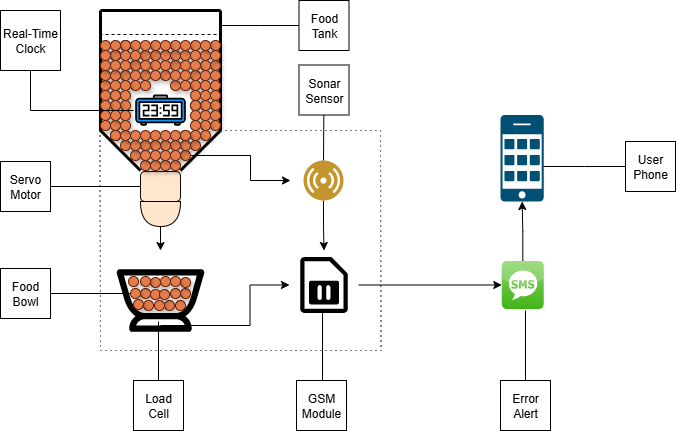 Real-Time
Clock
Food
Tank
Sonar
Sensor
23:59
Servo
Motor
User
Phone
Food
Bowl
SMS
Load
Cell
GSM
Module
Error
Alert